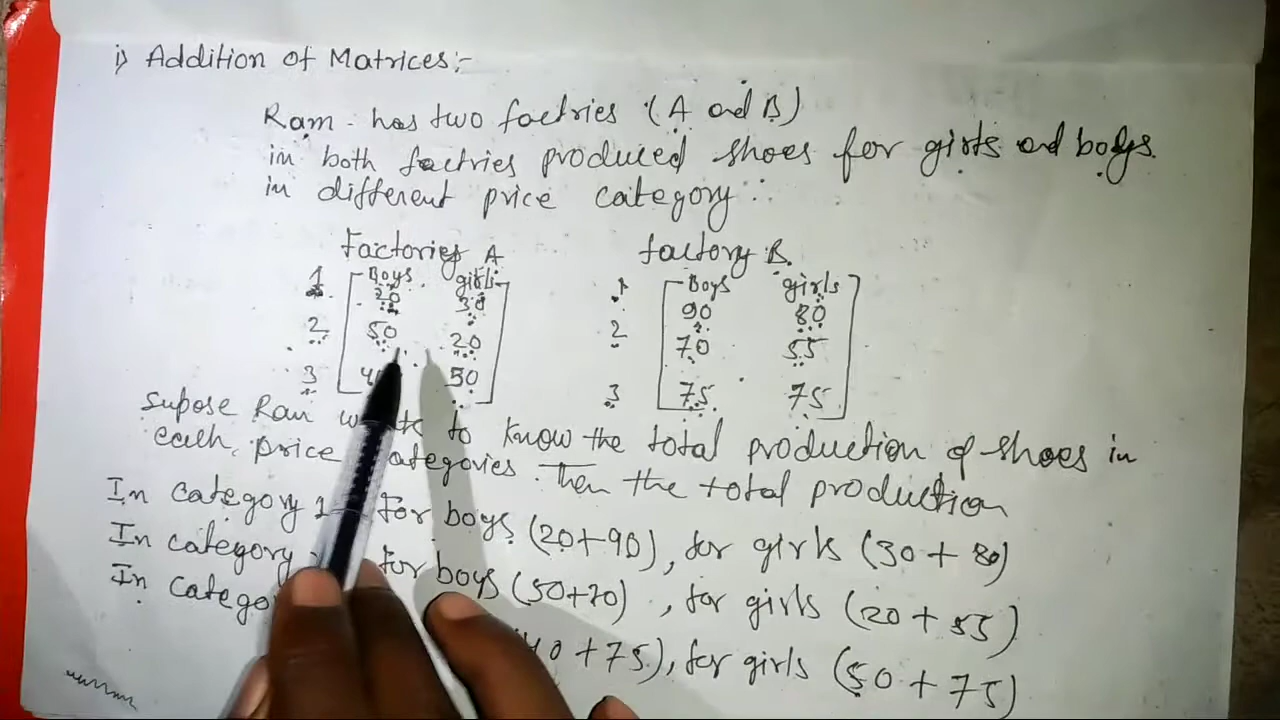 i) Addition of Matrices:-
Ram has two factries (A and B)
in both factries produced shoes for girls and boys.
in different price category
Factories A factory B
Boys girls Boys girls
1 20 30 1 90 80
2 50 20 2 70 55
3 50 3 75 75
Supose Ram to know the total production of shoes in
each price categories. Then the total production
In category 1 for boys (20+90), for girls (30+80)
In category for boys (50+70), for girls (20+55)
In 40+75), for girls (50+75)